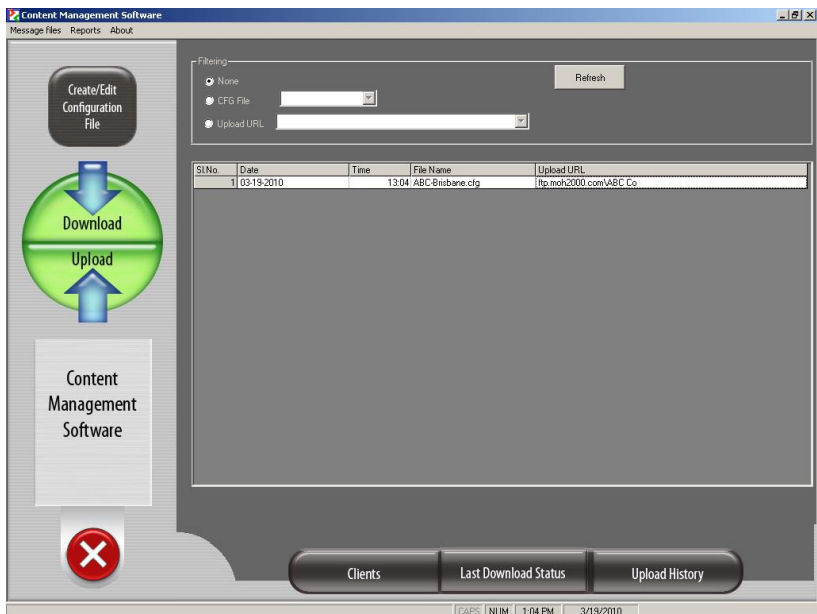 Content Management Software
Message files Reports About
Create/Edit
Configuration
File
Download
Upload
Content
Management
Software
Filtering
None
CFG File
Upload URL
Refresh
Sl.No. Date Time File Name Upload URL
1 03-19-2010 13:04 ABC-Brisbane.cfg ftp.moh2000.com\ABC Co
Clients Last Download Status Upload History
CAPS NUM 1:04 PM 3/19/2010